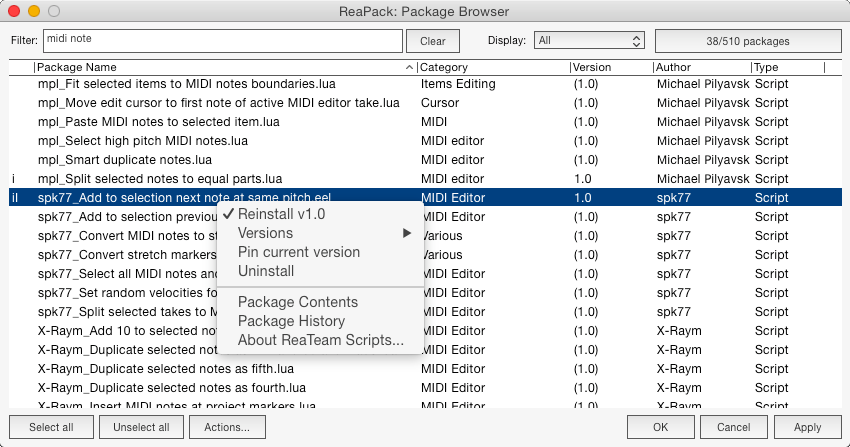 ReaPack: Package Browser
Filter: midi note Clear Display: All 38/510 packages
Package Name Category Version Author Type
mpl_Fit selected items to MIDI notes boundaries.lua Items Editing (1.0) Michael Pilyavsk Script
mpl_Move edit cursor to first note of active MIDI editor take.lua Cursor (1.0) Michael Pilyavsk Script
mpl_Paste MIDI notes to selected item.lua MIDI (1.0) Michael Pilyavsk Script
mpl_Select high pitch MIDI notes.lua MIDI editor (1.0) Michael Pilyavsk Script
mpl_Smart duplicate notes.lua MIDI editor (1.0) Michael Pilyavsk Script
i mpl_Split selected notes to equal parts.lua MIDI editor 1.0 Michael Pilyavsk Script
iI spk77_Add to selection next note at same pitch.eel MIDI Editor 1.0 spk77 Script
spk77_Add to selection previou ✓ Reinstall v1.0 MIDI Editor (1.0) spk77 Script
spk77_Convert MIDI notes to st Versions Various (1.0) spk77 Script
spk77_Convert stretch markers Pin current version Various (1.0) spk77 Script
spk77_Select all MIDI notes and Uninstall MIDI Editor (1.0) spk77 Script
spk77_Set random velocities fo MIDI Editor (1.0) spk77 Script
spk77_Split selected takes to M Package Contents MIDI Editor (1.0) spk77 Script
X-Raym_Add 10 to selected not Package History MIDI Editor (1.0) X-Raym Script
X-Raym_Duplicate selected not About ReaTeam Scripts... MIDI Editor (1.0) X-Raym Script
X-Raym_Duplicate selected notes as fifth.lua MIDI Editor (1.0) X-Raym Script
X-Raym_Duplicate selected notes as fourth.lua MIDI Editor (1.0) X-Raym Script
X-Raym_Insert MIDI notes at project markers.lua MIDI Editor (1.0) X-Raym Script
Select all Unselect all Actions... OK Cancel Apply